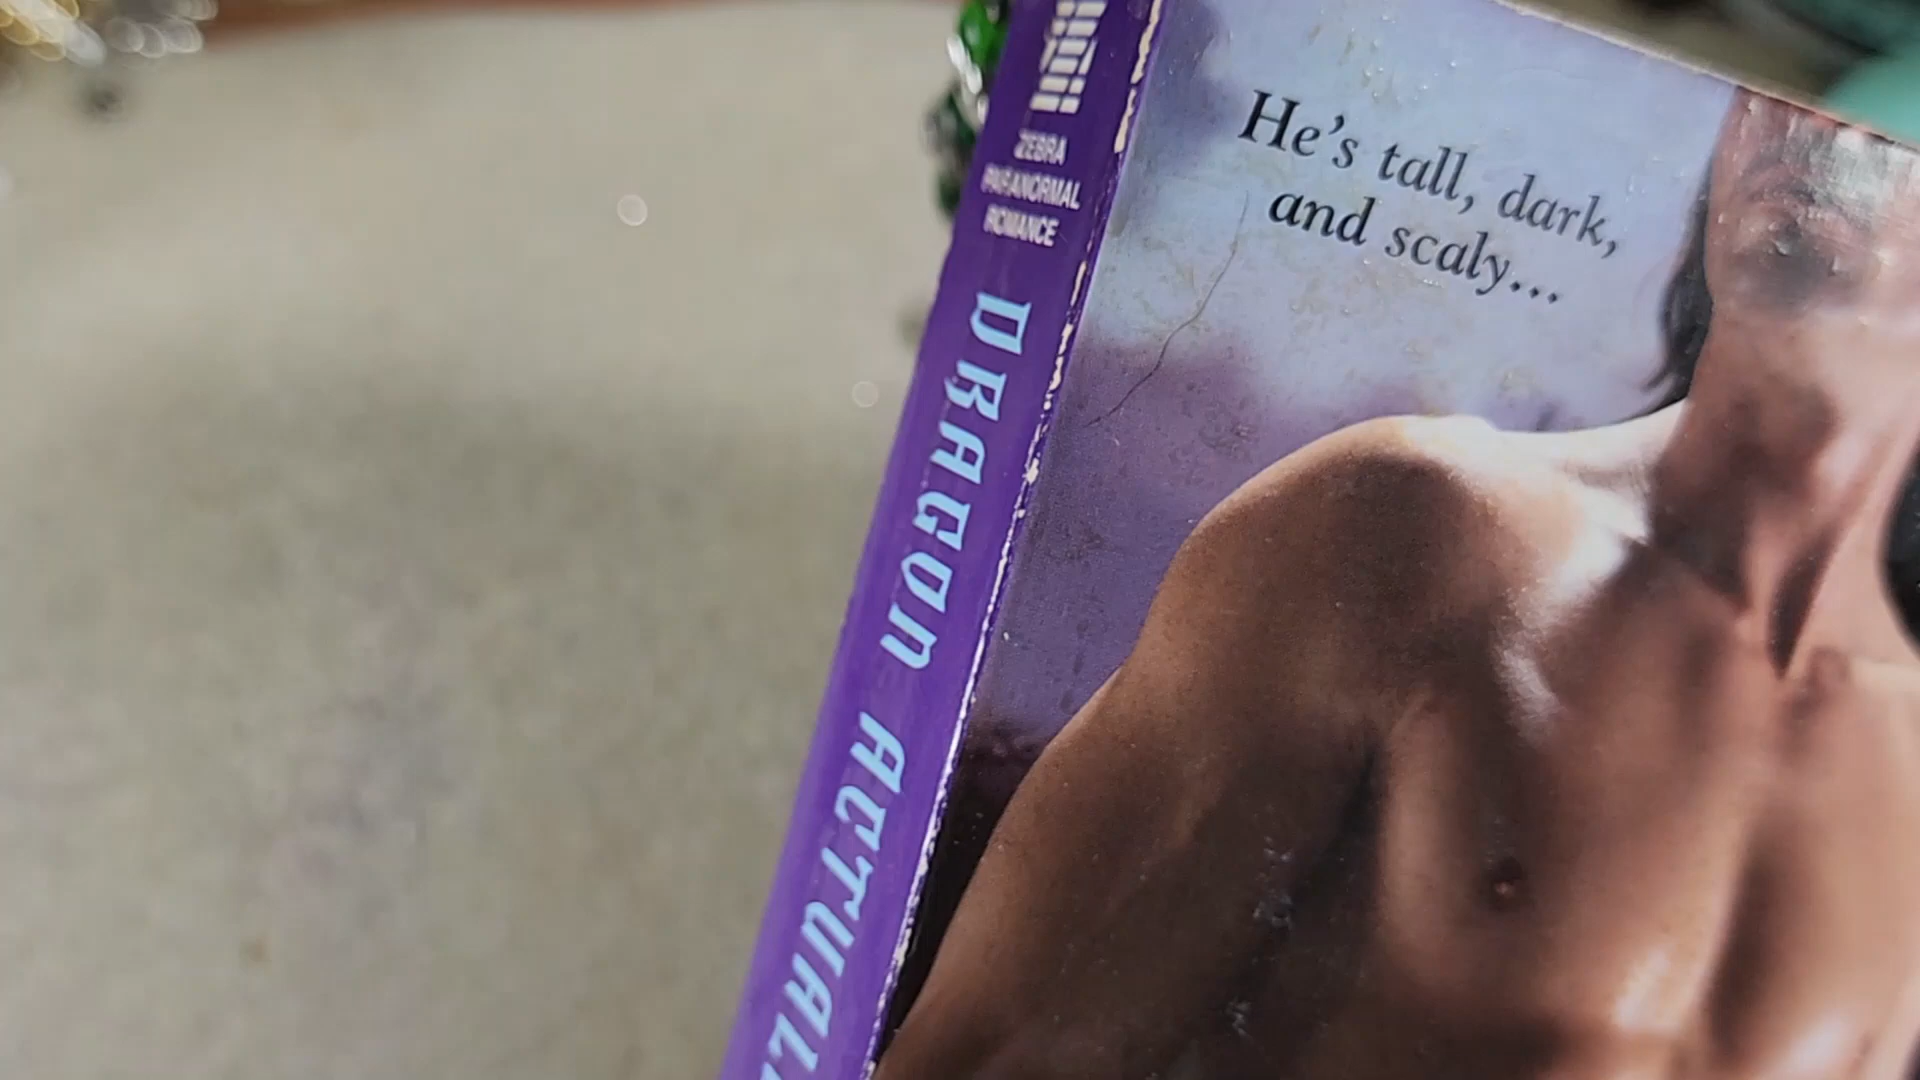 ZEBRA
PARANORMAL
ROMANCE
DRAGON ACTUAL
He's tall, dark,
and scaly...